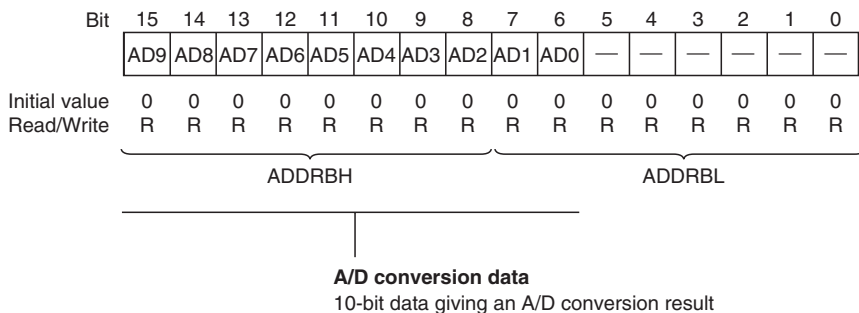 Bit 15 14 13 12 11 10 9 8 7 6 5 4 3 2 1 0
AD9 AD8 AD7 AD6 AD5 AD4 AD3 AD2 AD1 AD0 — — — — — —
Initial value 0 0 0 0 0 0 0 0 0 0 0 0 0 0 0 0
Read/Write R R R R R R R R R R R R R R R R
ADDRBH ADDRBL
A/D conversion data
10-bit data giving an A/D conversion result